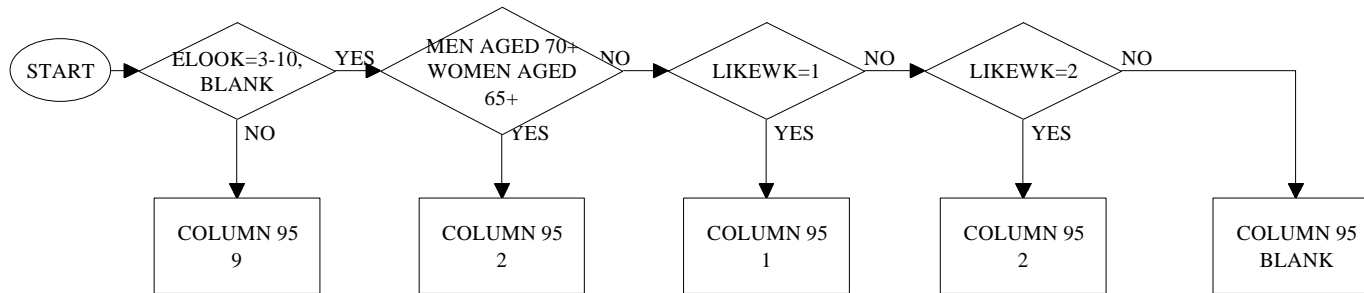 START
ELOOK=3-10,
BLANK
YES
NO
MEN AGED 70+
WOMEN AGED
65+
NO
YES
LIKEWK=1
NO
YES
LIKEWK=2
NO
YES
COLUMN 95
9
COLUMN 95
2
COLUMN 95
1
COLUMN 95
2
COLUMN 95
BLANK